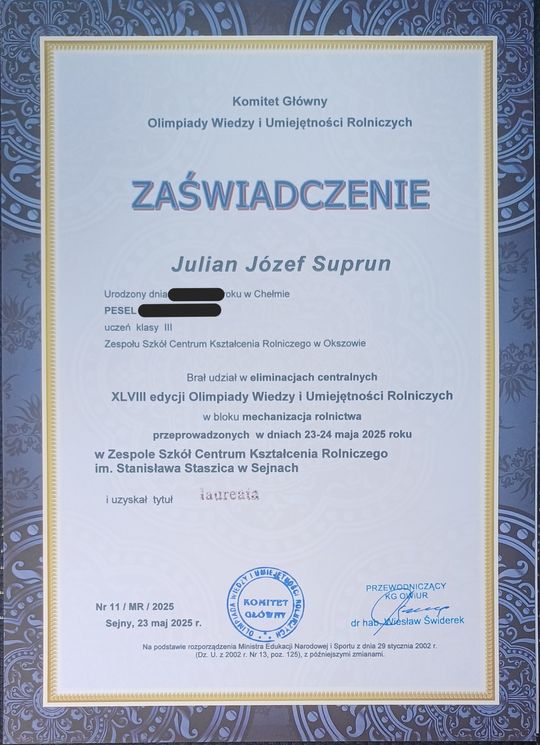 Komitet Główny
Olimpiady Wiedzy i Umiejętności Rolniczych
ZAŚWIADCZENIE
Julian Józef Suprun
Urodzony dnia roku w Chełmie
PESEL
uczeń klasy III
Zespołu Szkół Centrum Kształcenia Rolniczego w Okszowie
Brał udział w eliminacjach centralnych
XLVIII edycji Olimpiady Wiedzy i Umiejętności Rolniczych
w bloku mechanizacja rolnictwa
przeprowadzonych w dniach 23-24 maja 2025 roku
w Zespole Szkół Centrum Kształcenia Rolniczego
im. Stanisława Staszica w Sejnach
i uzyskał tytuł laureata
OLIMPIADA WIEDZY I UMIEJĘTNOŚCI ROLNICZYCH
KOMITET
GŁÓWNY
PRZEWODNICZĄCY
KG OWiUR
dr hab. Wiesław Świderek
Nr 11 / MR / 2025
Sejny, 23 maj 2025 r.
Na podstawie rozporządzenia Ministra Edukacji Narodowej i Sportu z dnia 29 stycznia 2002 r.
(Dz. U. z 2002 r. Nr 13, poz. 125), z późniejszymi zmianami.